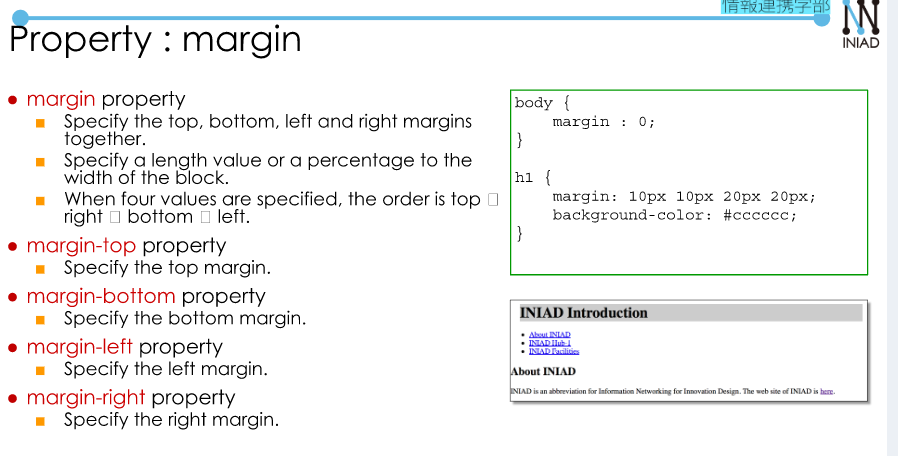 情報連携学部
INIAD
Property : margin
● margin property
■ Specify the top, bottom, left and right margins
together.
■ Specify a length value or a percentage to the
width of the block.
■ When four values are specified, the order is top □
right □ bottom □ left.
● margin-top property
■ Specify the top margin.
● margin-bottom property
■ Specify the bottom margin.
● margin-left property
■ Specify the left margin.
● margin-right property
■ Specify the right margin.
body {
margin : 0;
}
h1 {
margin: 10px 10px 20px 20px;
background-color: #cccccc;
}
INIAD Introduction
• About INIAD
• INIAD Hub-1
• INIAD Facilities
About INIAD
INIAD is an abbreviation for Information Networking for Innovation Design. The web site of INIAD is here.